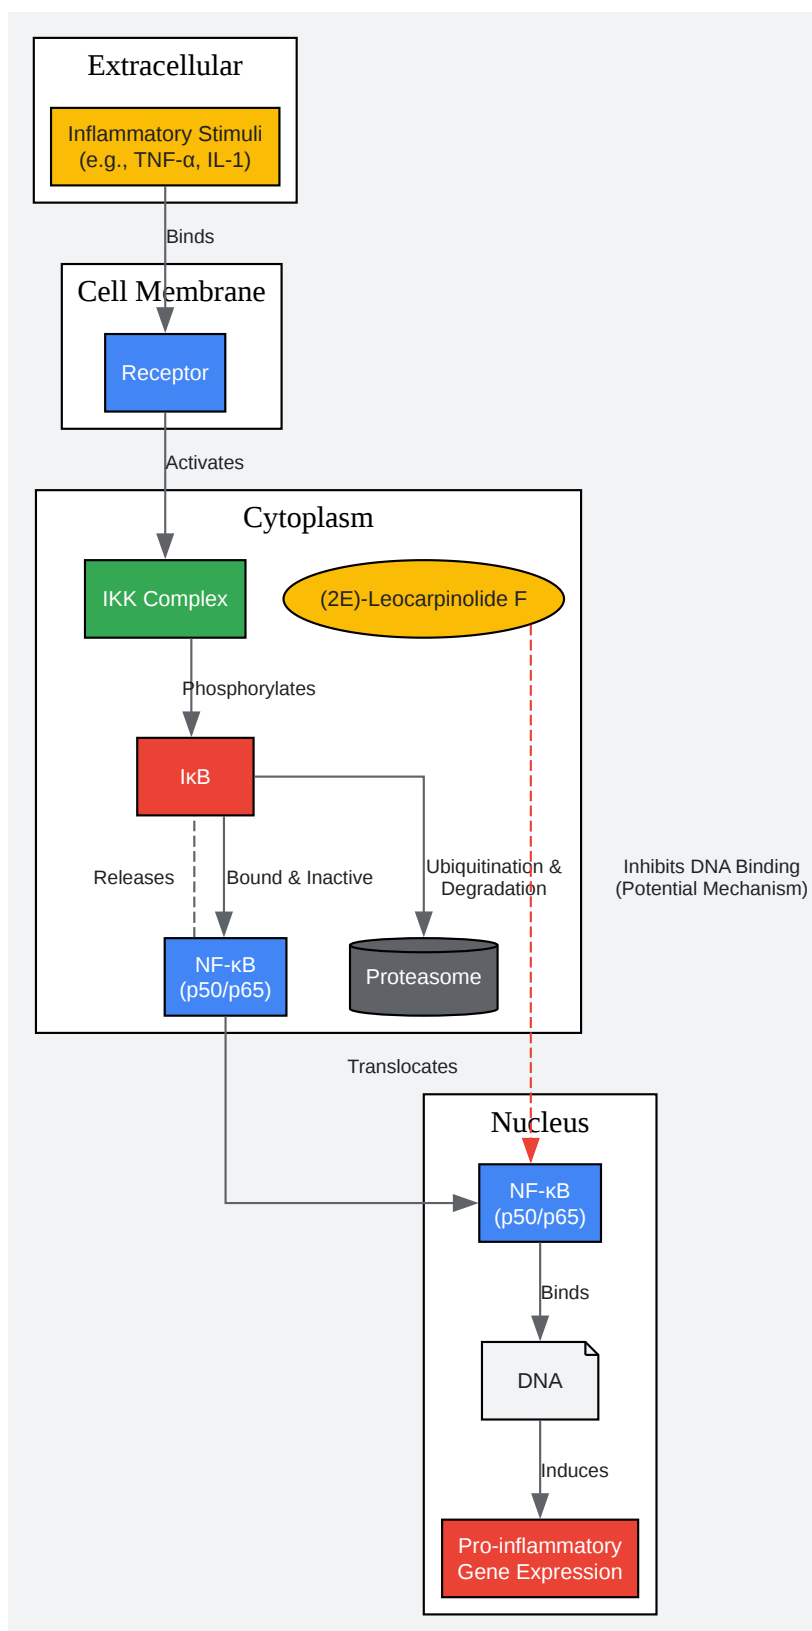 Extracellular
Inflammatory Stimuli
(e.g., TNF-α, IL-1)
Binds
Cell Membrane
Receptor
Activates
Cytoplasm
IKK Complex
(2E)-Leocarpinolide F
Phosphorylates
IκB
Releases
Bound & Inactive
Ubiquitination &
Degradation
Inhibits DNA Binding
(Potential Mechanism)
NF-κB
(p50/p65)
Proteasome
Translocates
Nucleus
NF-κB
(p50/p65)
Binds
DNA
Induces
Pro-inflammatory
Gene Expression